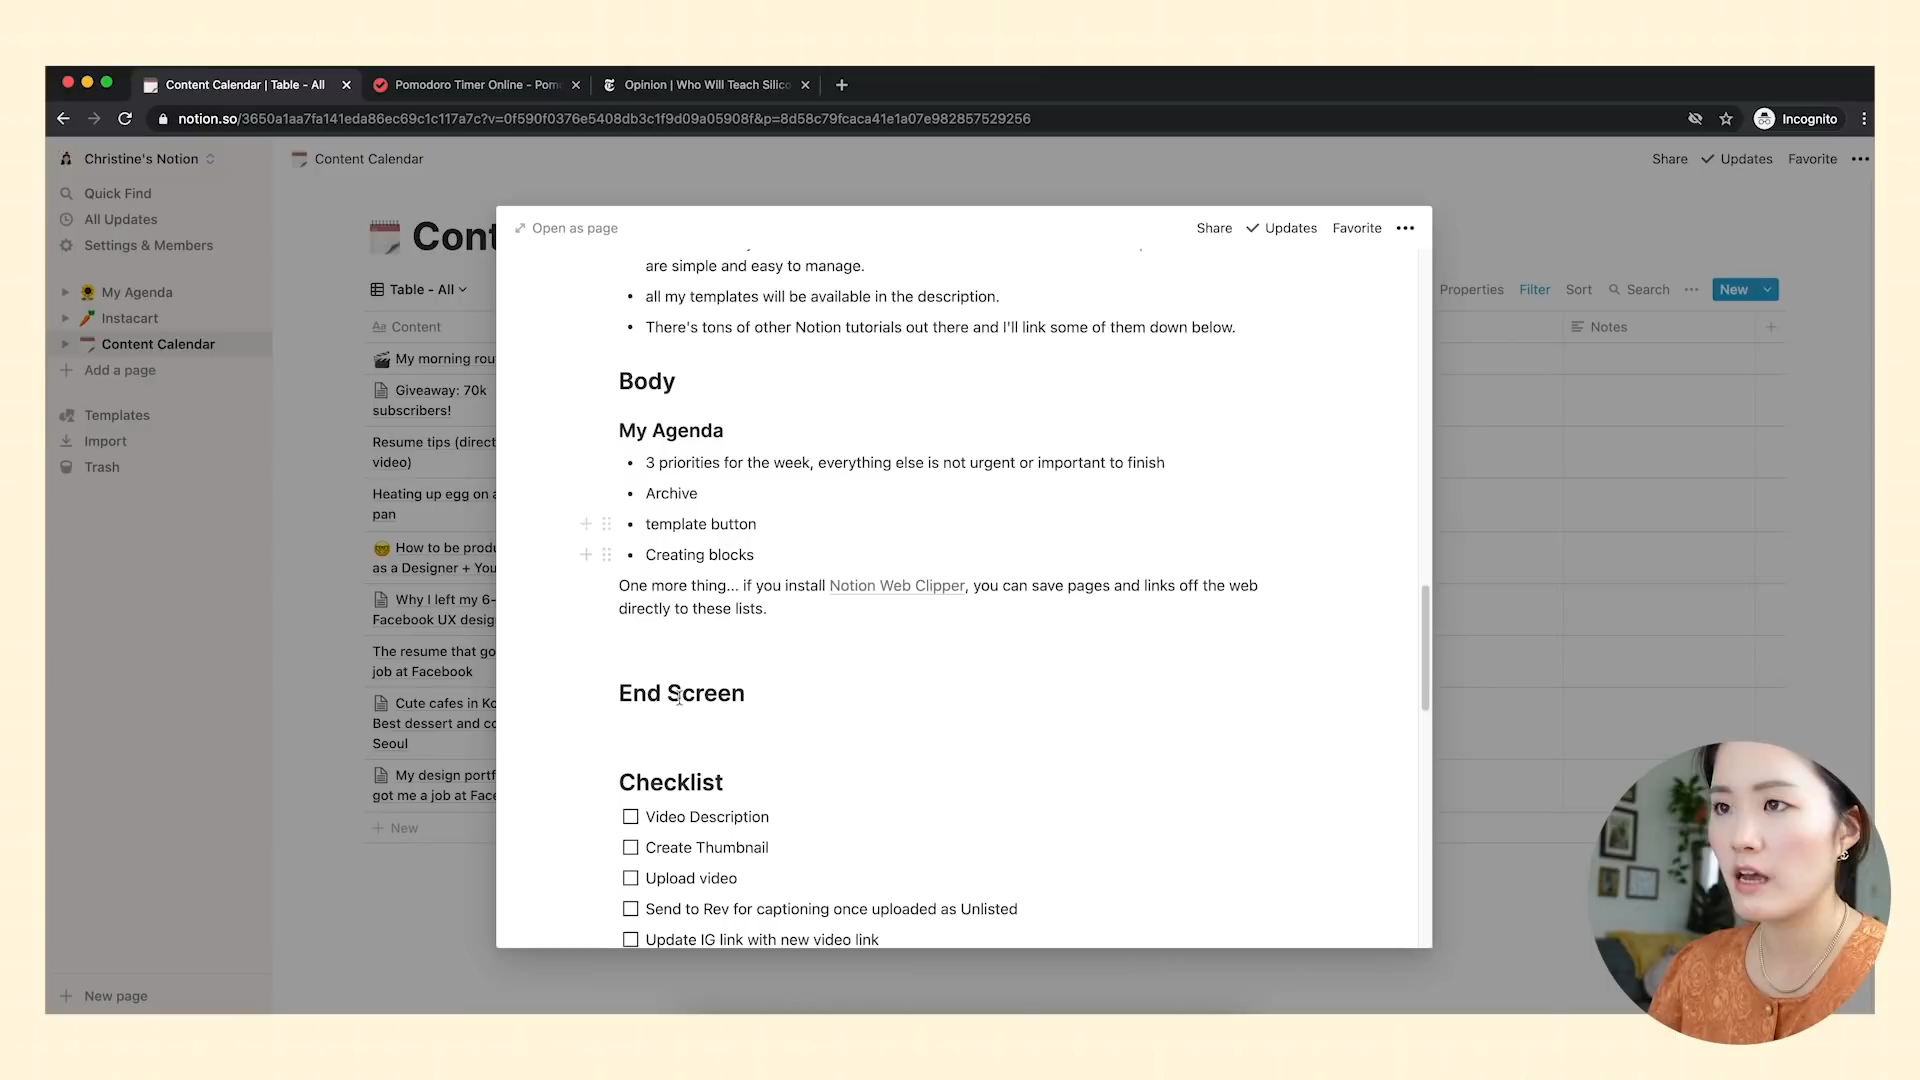 Content Calendar | Table - All
Pomodoro Timer Online - Pom
Opinion | Who Will Teach Silico
notion.so/3650a1aa7fa141eda86ec69c1c117a7c?v=0f590f0376e5408db3c1f9d09a05908f&p=8d58c79fcaca41e1a07e982857529256
Incognito
Christine's Notion
Content Calendar
Share
Updates
Favorite
Quick Find
All Updates
Settings & Members
My Agenda
Instacart
Content Calendar
Add a page
Templates
Import
Trash
New page
Cont
Table - All
Properties
Filter
Sort
Search
New
Aa Content
Notes
My morning rou
Giveaway: 70k
subscribers!
Resume tips (direct
video)
Heating up egg on a
pan
How to be produ
as a Designer + You
Why I left my 6-
Facebook UX desig
The resume that go
job at Facebook
Cute cafes in Ko
Best dessert and co
Seoul
My design portf
got me a job at Face
New
Open as page
Share
Updates
Favorite
are simple and easy to manage.
• all my templates will be available in the description.
• There's tons of other Notion tutorials out there and I'll link some of them down below.
Body
My Agenda
• 3 priorities for the week, everything else is not urgent or important to finish
• Archive
• template button
• Creating blocks
One more thing... if you install Notion Web Clipper, you can save pages and links off the web
directly to these lists.
End Screen
Checklist
Video Description
Create Thumbnail
Upload video
Send to Rev for captioning once uploaded as Unlisted
Update IG link with new video link